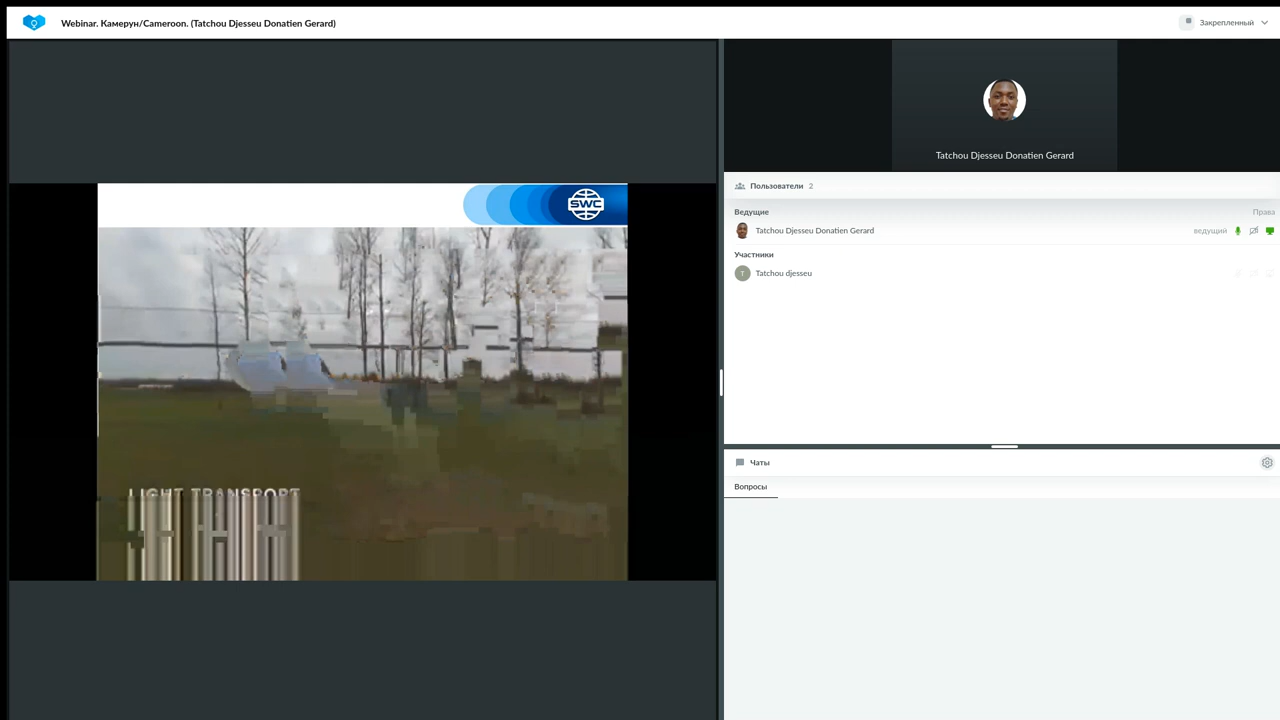 Webinar. Камерун/Cameroon. (Tatchou Djesseu Donatien Gerard)
Закрепленный
SWC
LIGHT TRANSPORT
Tatchou Djesseu Donatien Gerard
Пользователи 2
Ведущие Права
Tatchou Djesseu Donatien Gerard ведущий
Участники
T Tatchou djesseu
Чаты
Вопросы